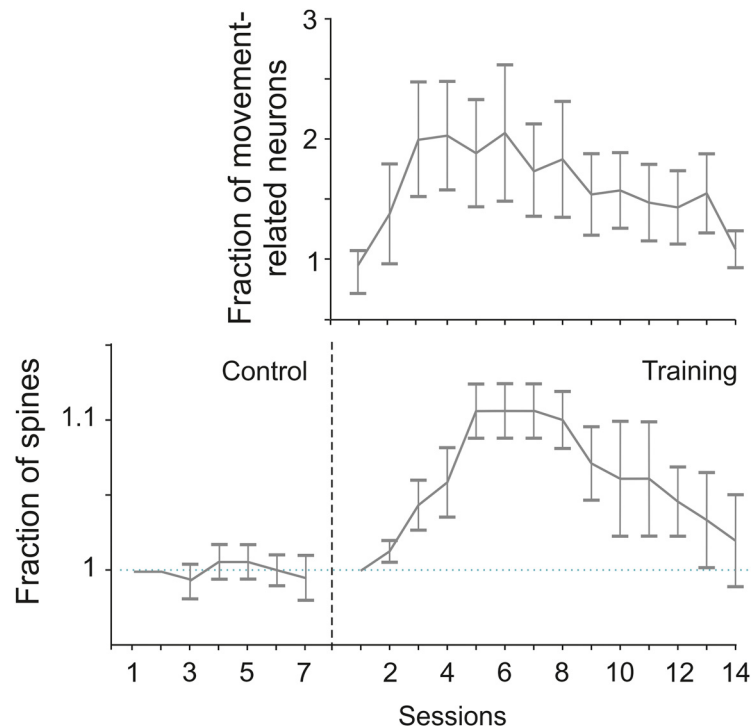 Fraction of movement-
related neurons
3
2
1
Fraction of spines
1.1
1
Control
Training
1 3 5 7 2 4 6 8 10 12 14
Sessions